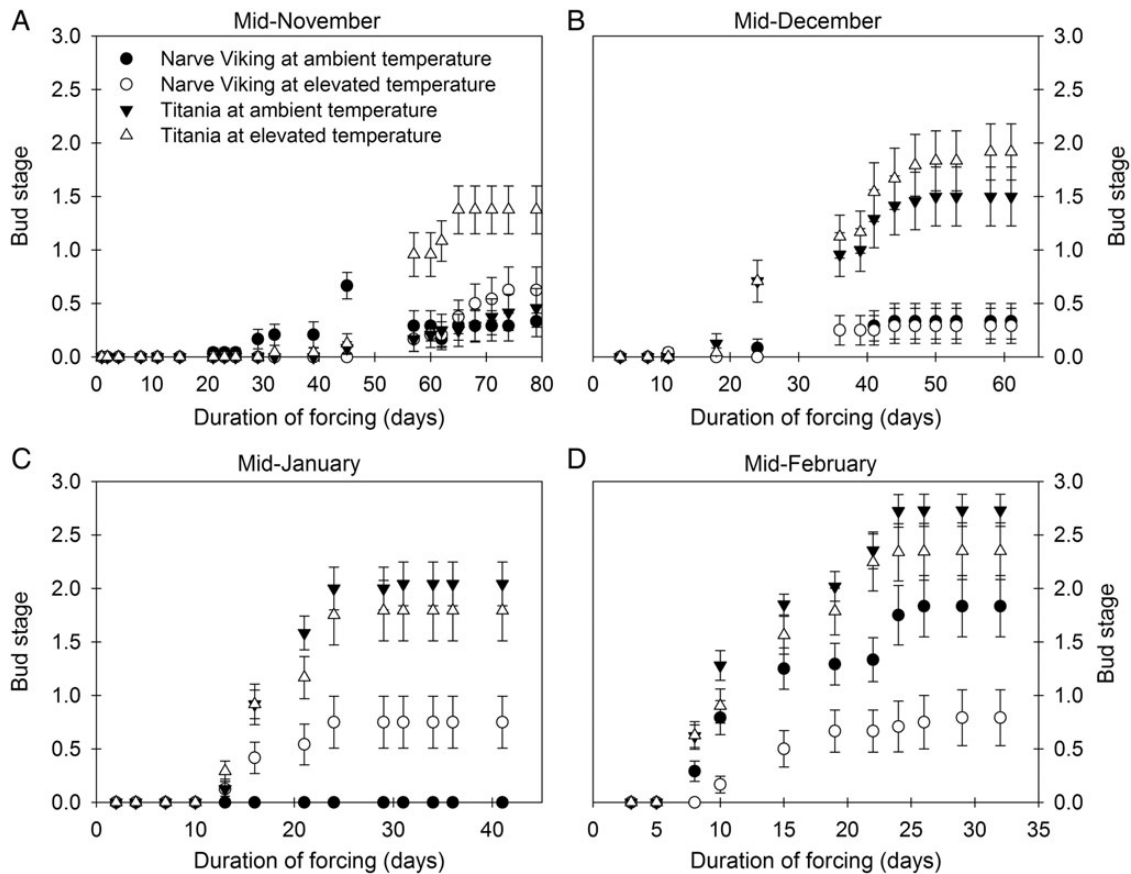 A
Mid-November
3.0
2.5
2.0
1.5
1.0
0.5
0.0
Bud stage
Narve Viking at ambient temperature
Narve Viking at elevated temperature
Titania at ambient temperature
Titania at elevated temperature
0 10 20 30 40 50 60 70 80
Duration of forcing (days)
B
Mid-December
3.0
2.5
2.0
1.5
1.0
0.5
0.0
Bud stage
0 10 20 30 40 50 60
Duration of forcing (days)
C
Mid-January
3.0
2.5
2.0
1.5
1.0
0.5
0.0
Bud stage
0 10 20 30 40
Duration of forcing (days)
D
Mid-February
3.0
2.5
2.0
1.5
1.0
0.5
0.0
Bud stage
0 5 10 15 20 25 30 35
Duration of forcing (days)